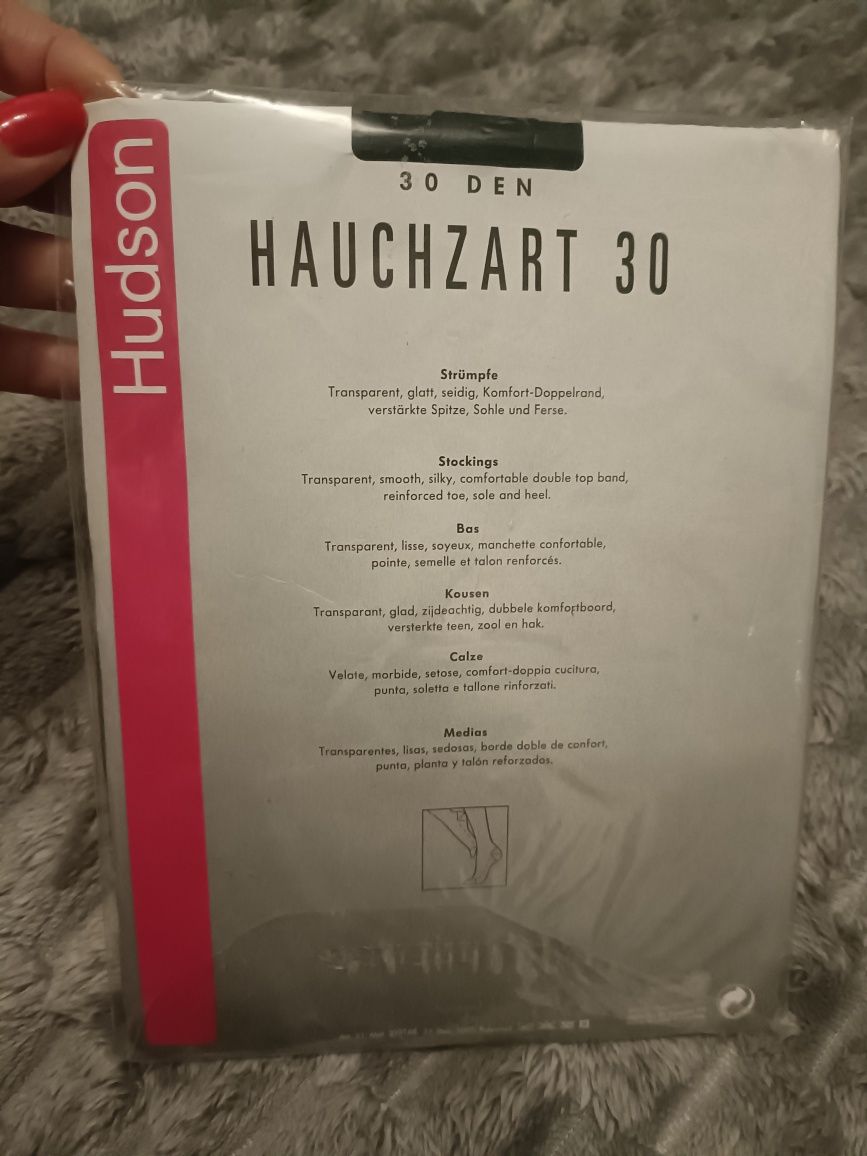 Hudson
30 DEN
HAUCHZART 30
Strümpfe
Transparent, glatt, seidig, Komfort-Doppelrand,
verstärkte Spitze, Sohle und Ferse.
Stockings
Transparent, smooth, silky, comfortable double top band,
reinforced toe, sole and heel.
Bas
Transparent, lisse, soyeux, manchette confortable,
pointe, semelle et talon renforcés.
Kousen
Transparant, glad, zijdeachtig, dubbele komfortboord,
versterkte teen, zool en hak.
Calze
Velate, morbide, setose, comfort-doppia cucitura,
punta, soletta e tallone rinforzati.
Medias
Transparentes, lisas, sedosas, borde doble de confort,
punta, planta y talón reforzados.